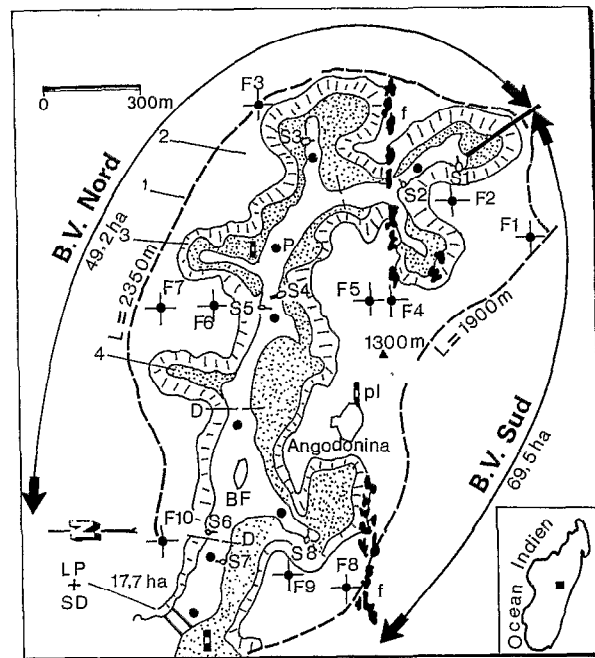 0 300m
F3
f
2
S3
S1
1
S2
F2
B.V. Nord
49,2 ha
3
P
F1
L = 2350m
F7
F6
S5
S4
F5
F4
L = 1900m
1300m
4
D
pl
Angodonina
B.V. Sud
69,5 ha
BF
N
F10
S6
D
S7
S8
LP
SD
17,7 ha
F9
F8
f
Ocean Indien